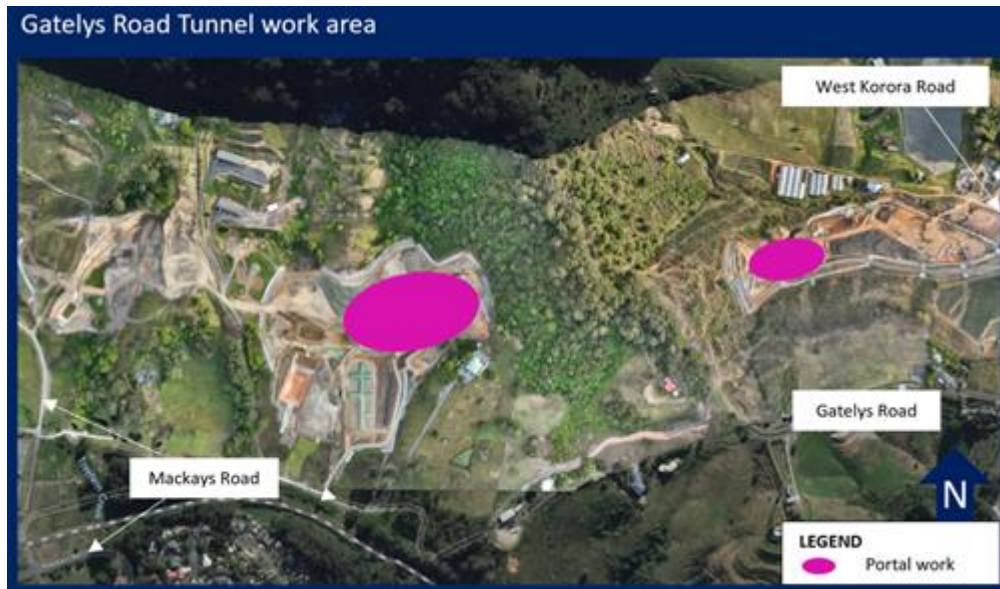 Gatelys Road Tunnel work area
West Korora Road
Gatelys Road
Mackays Road
N
LEGEND
Portal work